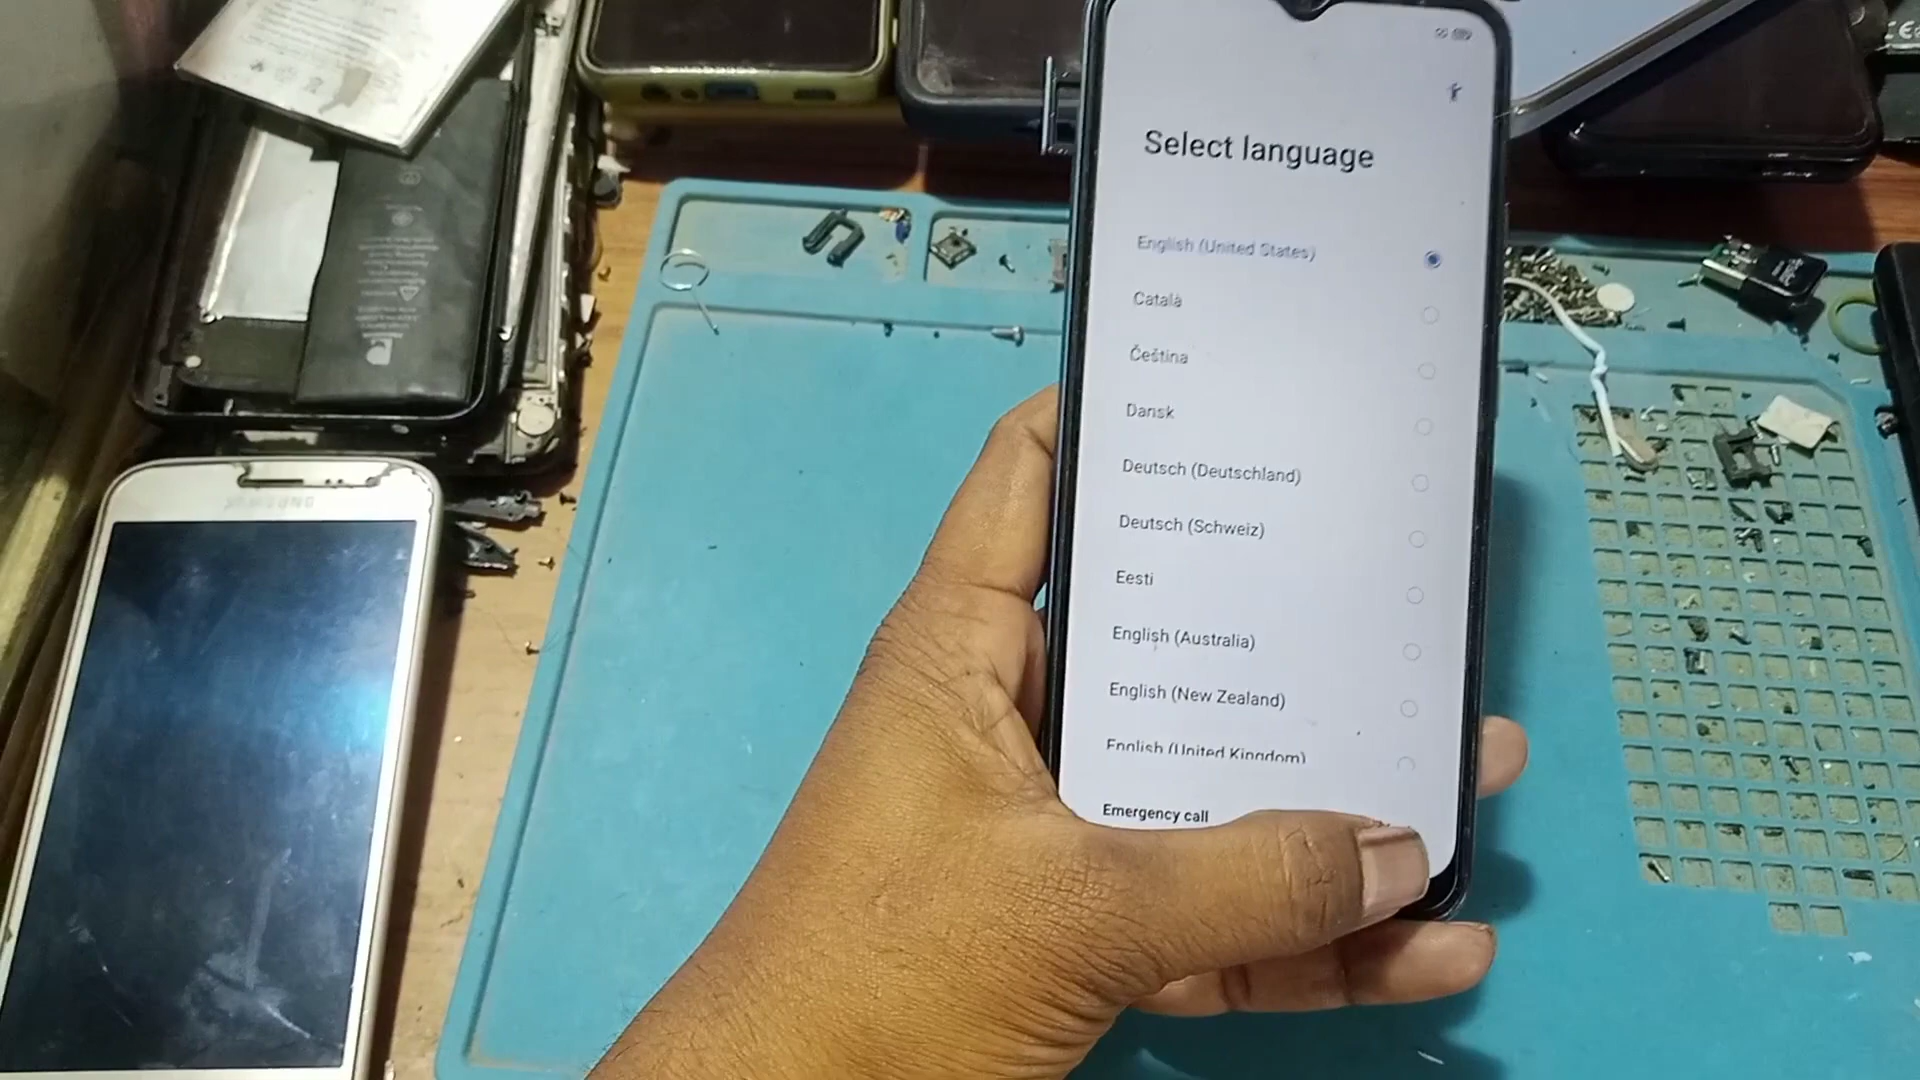 Select language
English (United States)
Català
Čeština
Dansk
Deutsch (Deutschland)
Deutsch (Schweiz)
Eesti
English (Australia)
English (New Zealand)
English (United Kingdom)
Emergency call
SAMSUNG
CE